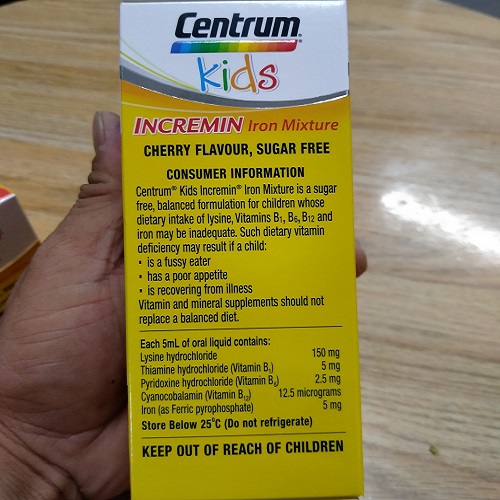 Centrum®
Kids
INCREMIN Iron Mixture
CHERRY FLAVOUR, SUGAR FREE
CONSUMER INFORMATION
Centrum® Kids Incremin® Iron Mixture is a sugar
free, balanced formulation for children whose
dietary intake of lysine, Vitamins B₁, B₆, B₁₂ and
iron may be inadequate. Such dietary vitamin
deficiency may result if a child:
• is a fussy eater
• has a poor appetite
• is recovering from illness
Vitamin and mineral supplements should not
replace a balanced diet.
Each 5mL of oral liquid contains:
Lysine hydrochloride 150 mg
Thiamine hydrochloride (Vitamin B₁) 5 mg
Pyridoxine hydrochloride (Vitamin B₆) 2.5 mg
Cyanocobalamin (Vitamin B₁₂) 12.5 micrograms
Iron (as Ferric pyrophosphate) 5 mg
Store Below 25°C (Do not refrigerate)
KEEP OUT OF REACH OF CHILDREN